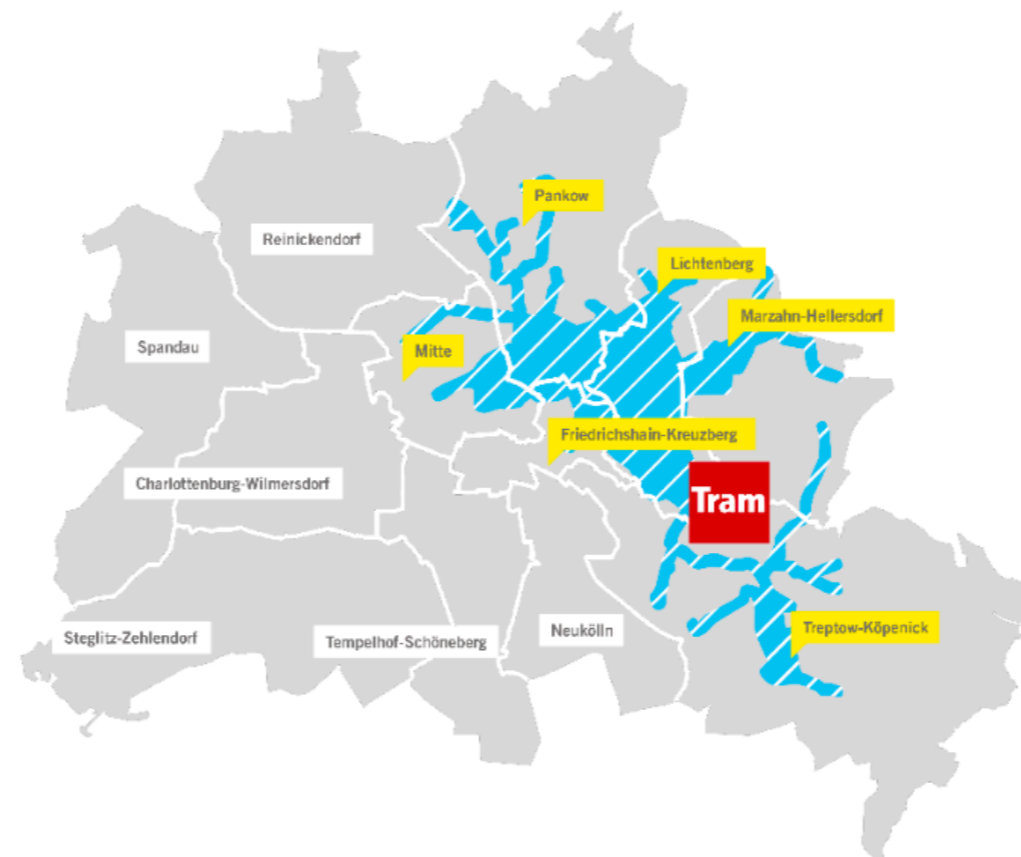 Pankow
Reinickendorf
Lichtenberg
Marzahn-Hellersdorf
Spandau
Mitte
Friedrichshain-Kreuzberg
Charlottenburg-Wilmersdorf
Tram
Steglitz-Zehlendorf
Tempelhof-Schöneberg
Neukölln
Treptow-Köpenick